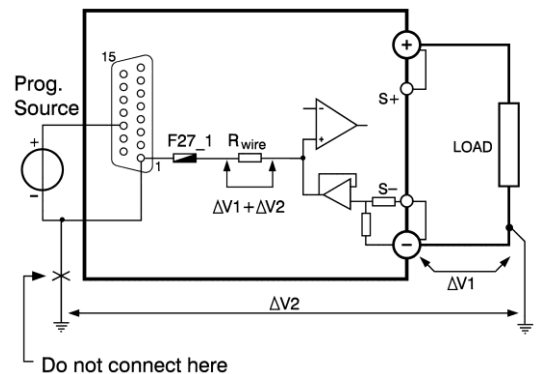 15
+
Prog.
Source
S+
F27_1
R wire
-
+
+
1
LOAD
-
ΔV1+ΔV2
S–
–
ΔV1
ΔV2
Do not connect here